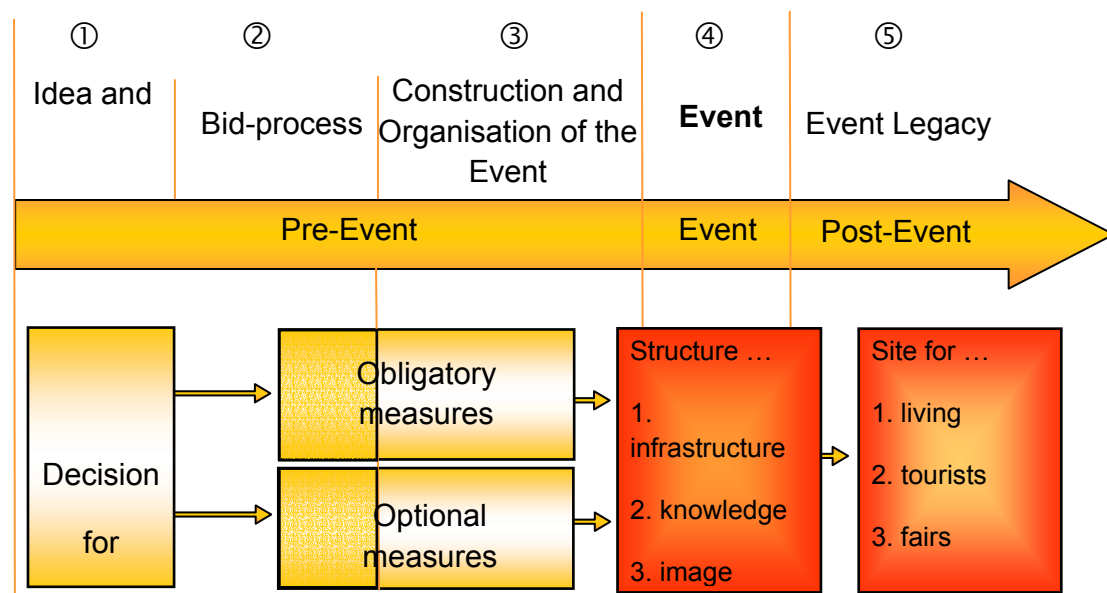 ①
②
③
④
⑤
Idea and
Bid-process
Construction and
Organisation of the
Event
Event
Event Legacy
Pre-Event
Event
Post-Event
Decision
for
Obligatory
measures
Optional
measures
Structure …
1.
infrastructure
2. knowledge
3. image
Site for …
1. living
2. tourists
3. fairs